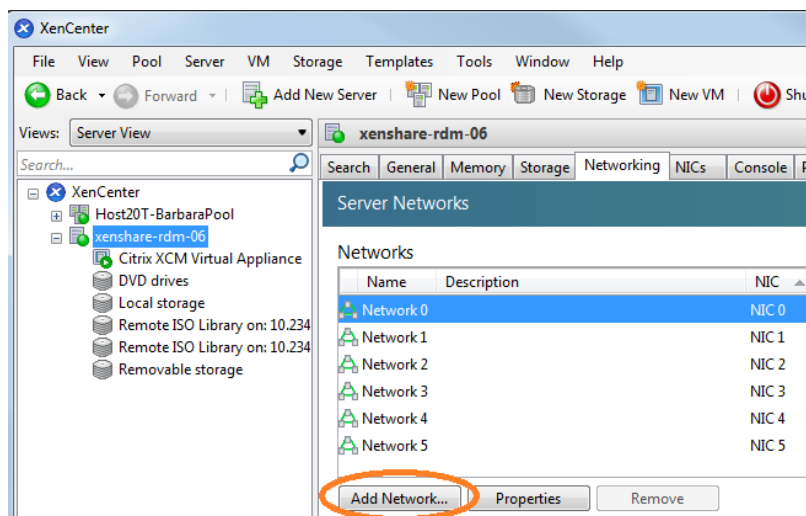 XenCenter
File View Pool Server VM Storage Templates Tools Window Help
Back Forward Add New Server New Pool New Storage New VM Shu
Views: Server View
xenshare-rdm-06
Search...
Search General Memory Storage Networking NICs Console
XenCenter
Host20T-BarbaraPool
xenshare-rdm-06
Citrix XCM Virtual Appliance
DVD drives
Local storage
Remote ISO Library on: 10.234
Remote ISO Library on: 10.234
Removable storage
Server Networks
Networks
Name Description NIC
Network 0 NIC 0
Network 1 NIC 1
Network 2 NIC 2
Network 3 NIC 3
Network 4 NIC 4
Network 5 NIC 5
Add Network... Properties Remove